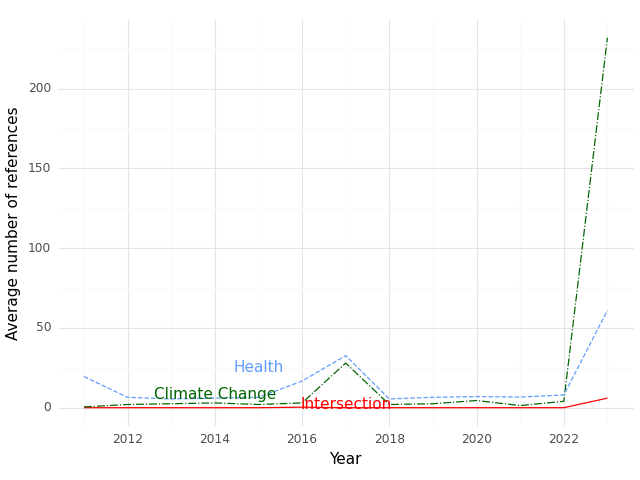 Average number of references
200
150
100
50
0
Health
Climate Change
Intersection
2012 2014 2016 2018 2020 2022
Year